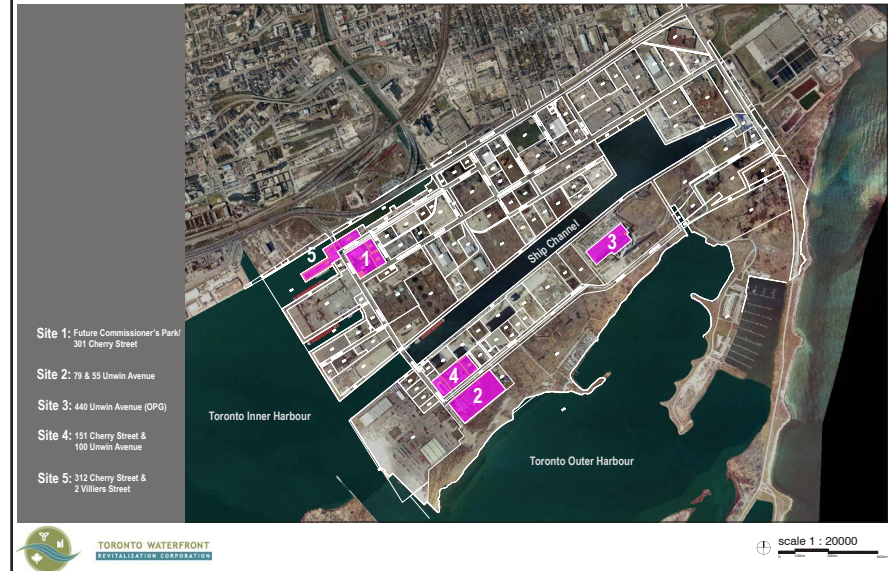 5
1
Ship Channel
3
Site 1: Future Commissioner's Park/
301 Cherry Street
Site 2: 79 & 55 Unwin Avenue
4
2
Site 3: 440 Unwin Avenue (OPG)
Toronto Inner Harbour
Site 4: 151 Cherry Street &
100 Unwin Avenue
Toronto Outer Harbour
Site 5: 312 Cherry Street &
2 Villiers Street
TORONTO WATERFRONT
REVITALIZATION CORPORATION
scale 1 : 20000